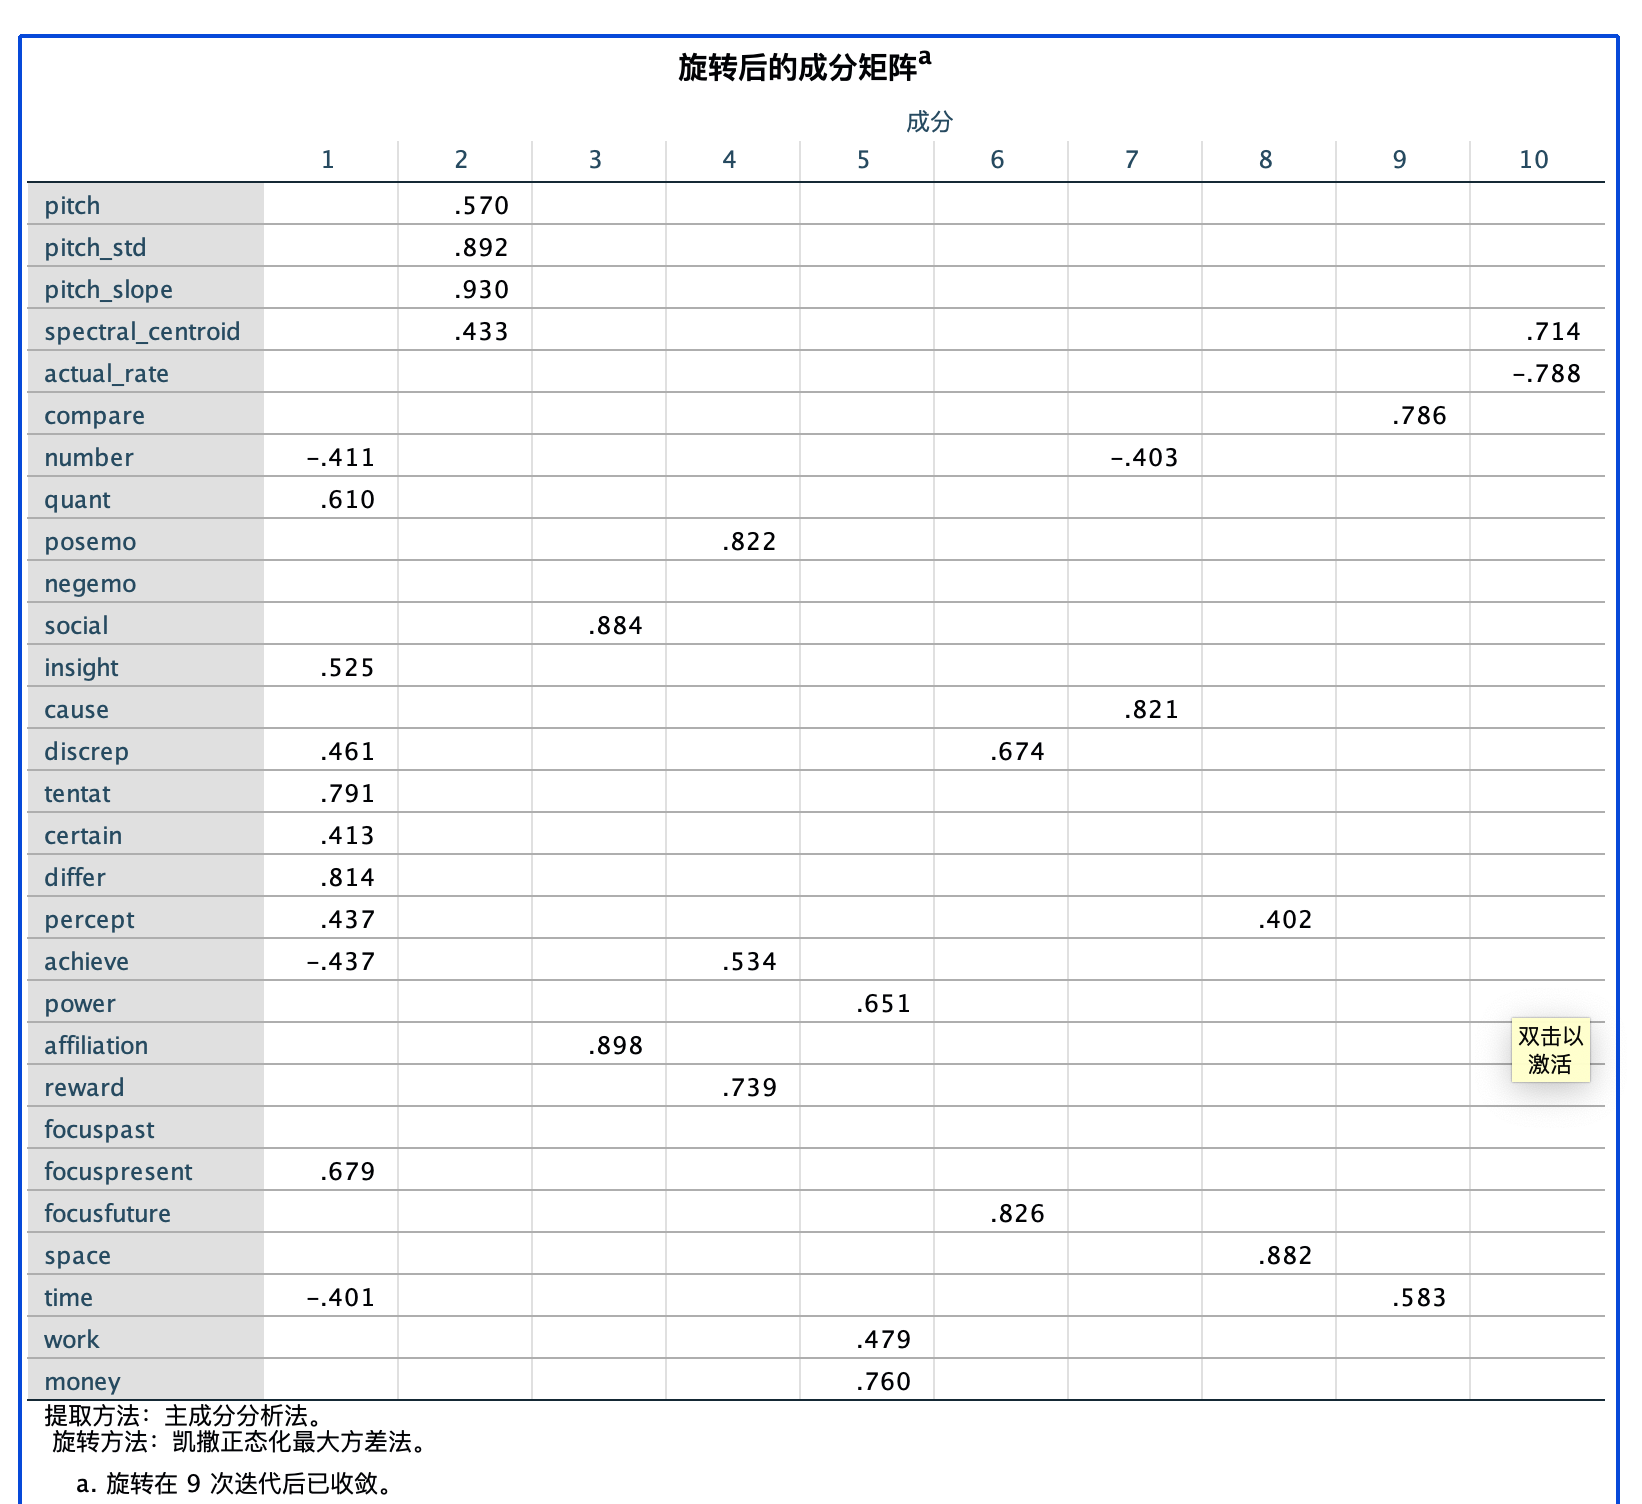 旋转后的成分矩阵a
成分
1 2 3 4 5 6 7 8 9 10
pitch .570
pitch_std .892
pitch_slope .930
spectral_centroid .433 .714
actual_rate -.788
compare .786
number -.411 -.403
quant .610
posemo .822
negemo
social .884
insight .525
cause .821
discrep .461 .674
tentat .791
certain .413
differ .814
percept .437 .402
achieve -.437 .534
power .651
affiliation .898
reward .739
focuspast
focuspresent .679
focusfuture .826
space .882
time -.401 .583
work .479
money .760
双击以
激活
提取方法：主成分分析法。
旋转方法：凯撒正态化最大方差法。
a. 旋转在 9 次迭代后已收敛。